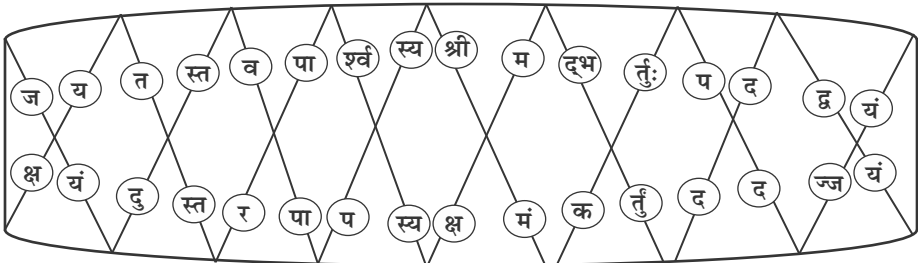 ज य त स्त व पा र्श्व स्य श्री म द्भ र्तुः प द द्व यं
क्ष यं दु स्त र पा प स्य क्ष मं क र्तुं द द ज्ज यं